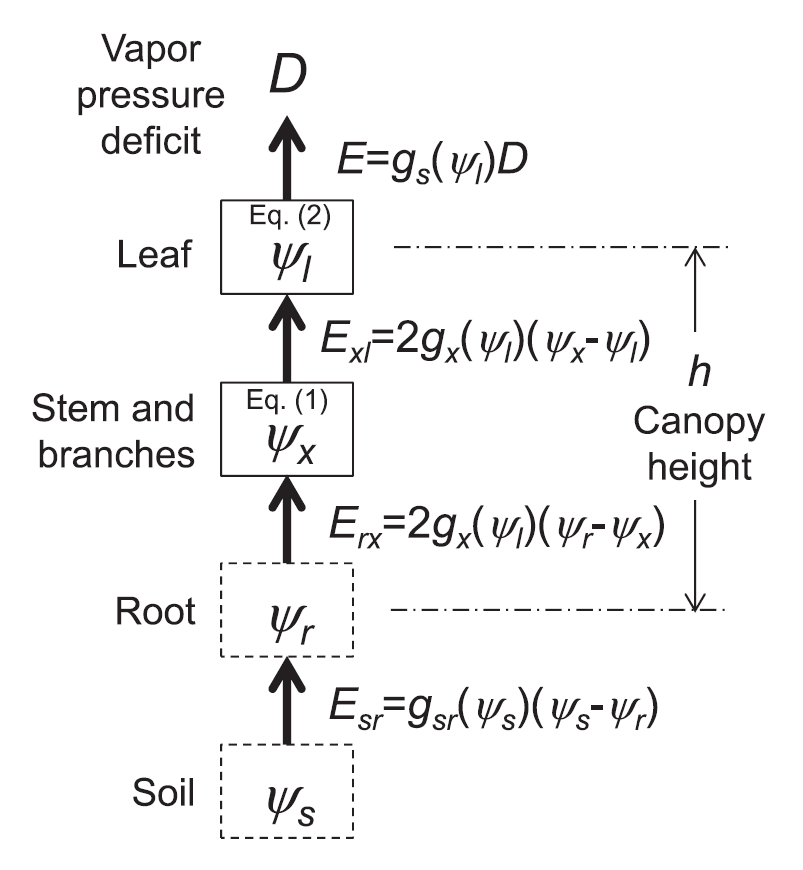 Vapor
pressure
deficit
D
E=gs(ψl)D
Leaf
Eq. (2)
ψl
Exl=2gx(ψl)(ψx-ψl)
Stem and
branches
Eq. (1)
ψx
h
Canopy
height
Erx=2gx(ψl)(ψr-ψx)
Root
ψr
Esr=gsr(ψs)(ψs-ψr)
Soil
ψs